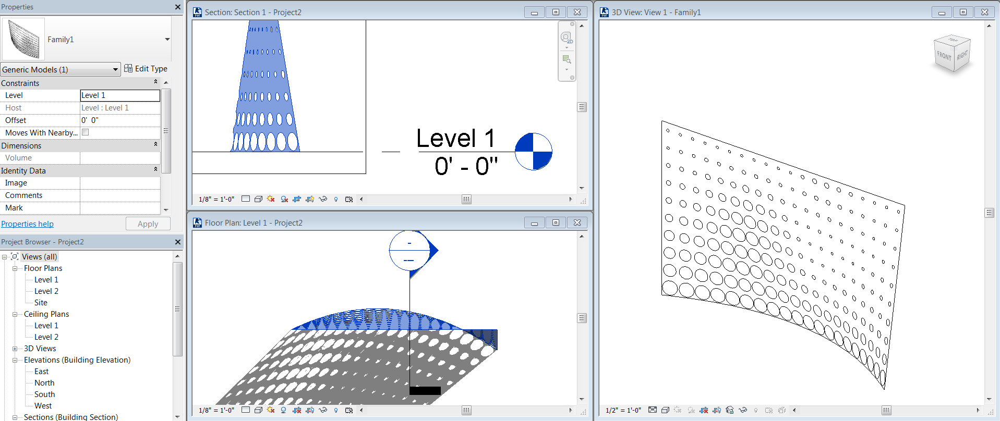 Properties
Family1
Generic Models (1)
Edit Type
Constraints
Level
Level 1
Host
Level : Level 1
Offset
0'  0"
Moves With Nearby...
Dimensions
Volume
Identity Data
Image
Comments
Mark
Properties help
Apply
Project Browser - Project2
Views (all)
Floor Plans
Level 1
Level 2
Site
Ceiling Plans
Level 1
Level 2
3D Views
Elevations (Building Elevation)
East
North
South
West
Sections (Building Section)
Section: Section 1 - Project2
2D
Level 1
0' - 0"
1/8" = 1'-0"
Floor Plan: Level 1 - Project2
1/8" = 1'-0"
3D View: View 1 - Family1
TOP
FRONT
RIGHT
1/2" = 1'-0"